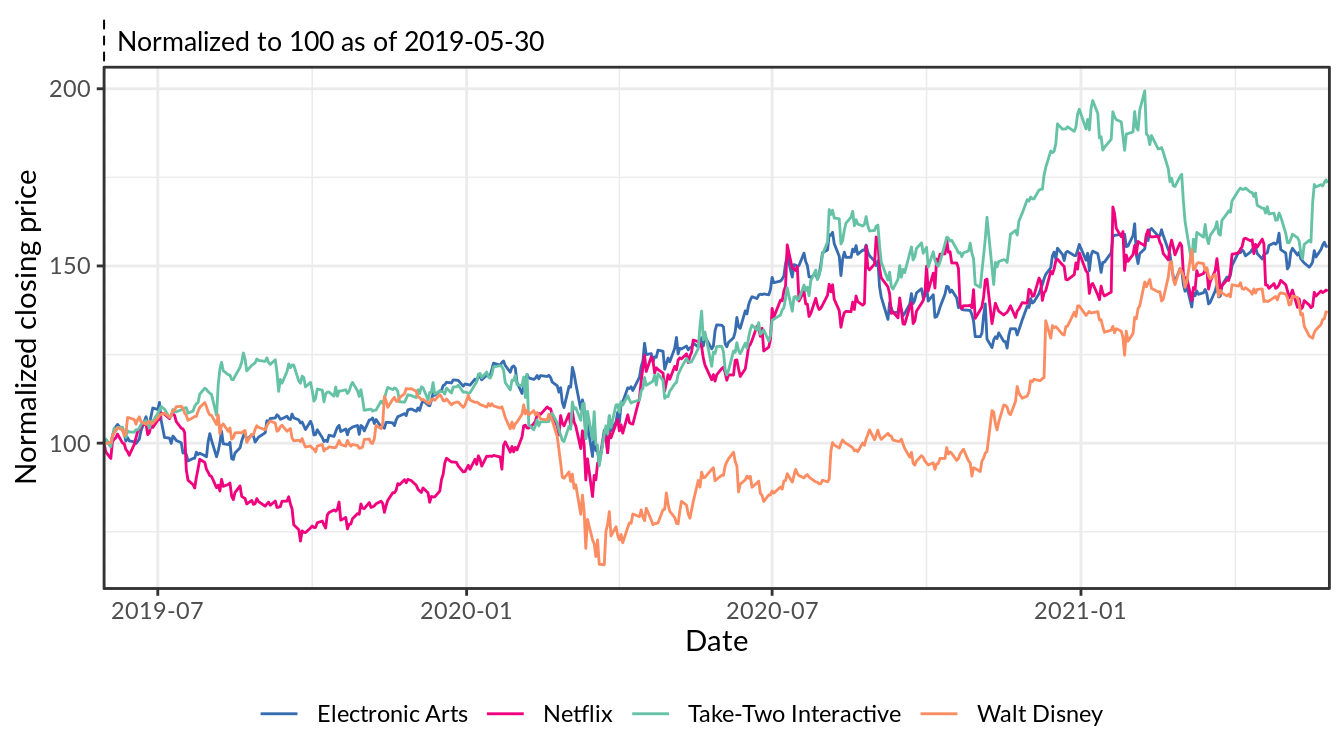 Normalized to 100 as of 2019-05-30
200
150
100
Normalized closing price
2019-07 2020-01 2020-07 2021-01
Date
Electronic Arts Netflix Take-Two Interactive Walt Disney